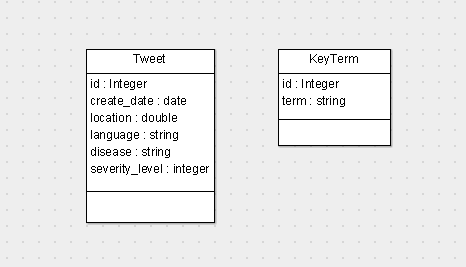 Tweet
id : Integer
create_date : date
location : double
language : string
disease : string
severity_level : integer
KeyTerm
id : Integer
term : string